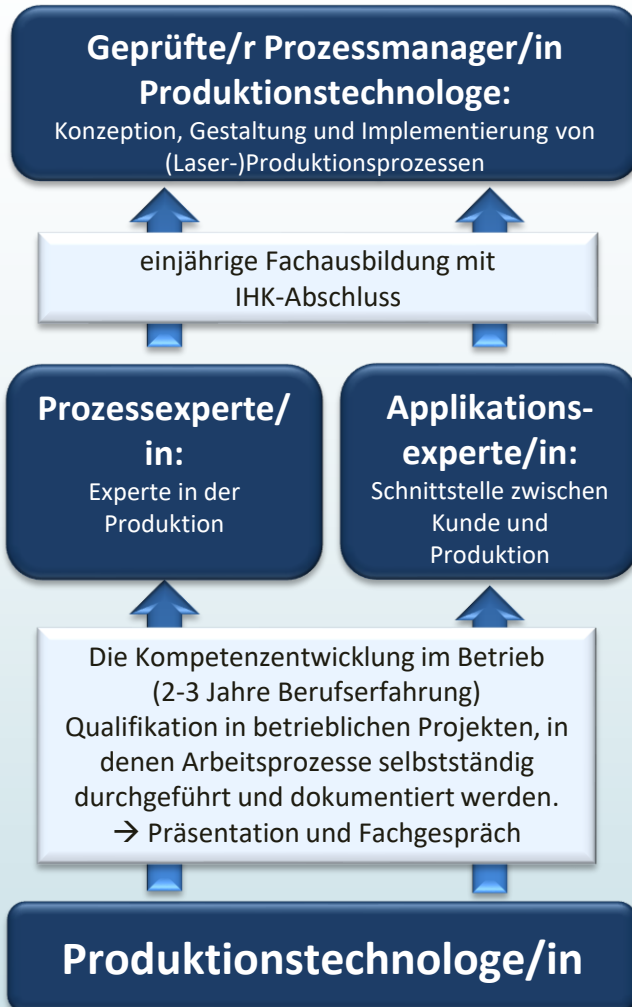 Geprüfte/r Prozessmanager/in
Produktionstechnologe:
Konzeption, Gestaltung und Implementierung von
(Laser-)Produktionsprozessen
einjährige Fachausbildung mit
IHK-Abschluss
Prozessexperte/
in:
Experte in der
Produktion
Applikations-
experte/in:
Schnittstelle zwischen
Kunde und
Produktion
Die Kompetenzentwicklung im Betrieb
(2-3 Jahre Berufserfahrung)
Qualifikation in betrieblichen Projekten, in
denen Arbeitsprozesse selbstständig
durchgeführt und dokumentiert werden.
→ Präsentation und Fachgespräch
Produktionstechnologe/in